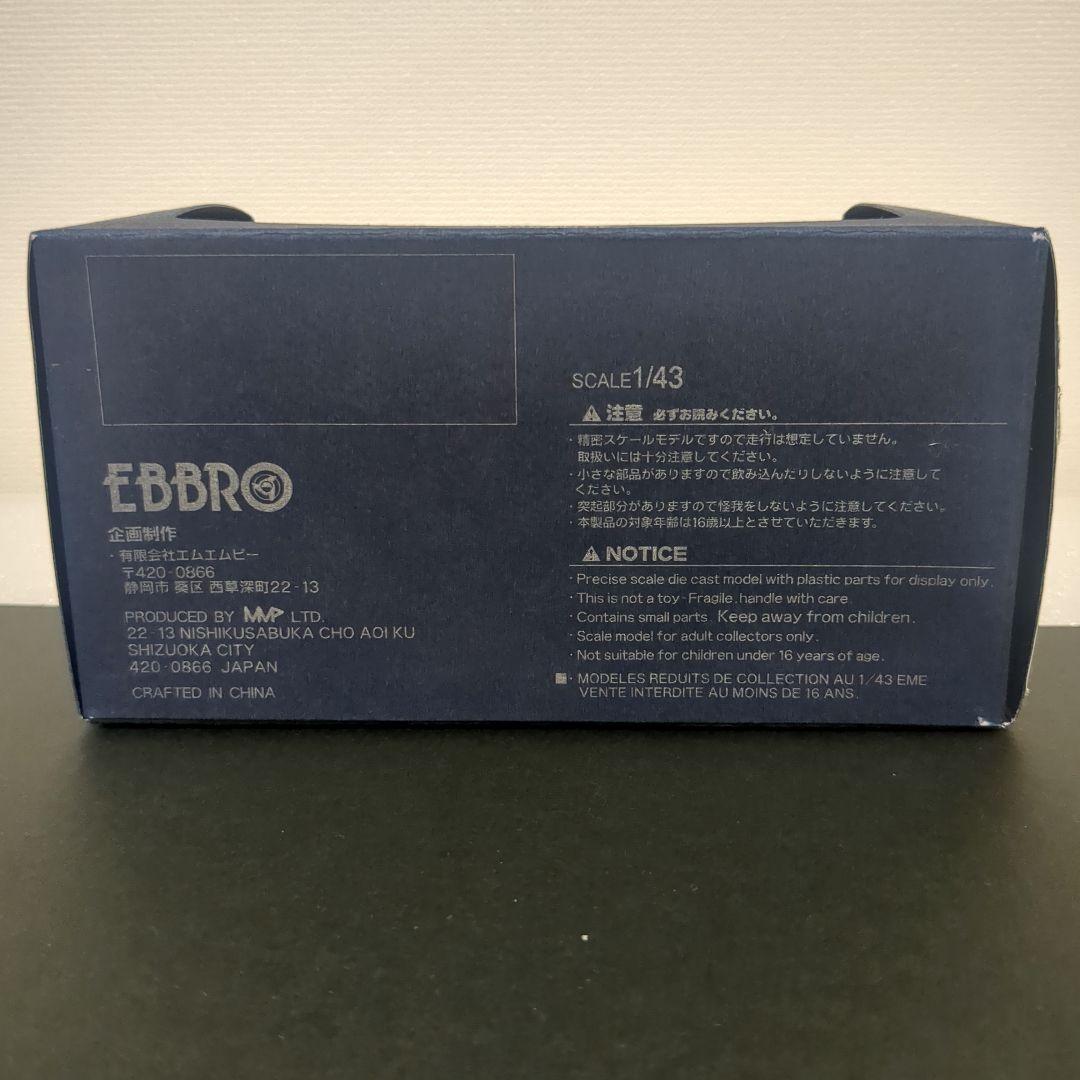 EBBRO
企画制作
・有限会社エムエムピー
〒420-0866
静岡市 葵区 西草深町22-13
PRODUCED BY MMP LTD.
22-13 NISHIKUSABUKA CHO AOI KU
SHIZUOKA CITY
420-0866 JAPAN
CRAFTED IN CHINA
SCALE1/43
⚠ 注意 必ずお読みください。
・精密スケールモデルですので走行は想定していません。
取扱いには十分注意してください。
・小さな部品がありますので飲み込んだりしないように注意して
ください。
・突起部分がありますので怪我をしないように注意してください。
・本製品の対象年齢は16歳以上とさせていただきます。
⚠ NOTICE
・Precise scale die cast model with plastic parts for display only.
・This is not a toy-Fragile, handle with care.
・Contains small parts. Keep away from children.
・Scale model for adult collectors only.
・Not suitable for children under 16 years of age.
■・MODELES REDUITS DE COLLECTION AU 1/43 EME
VENTE INTERDITE AU MOINS DE 16 ANS.